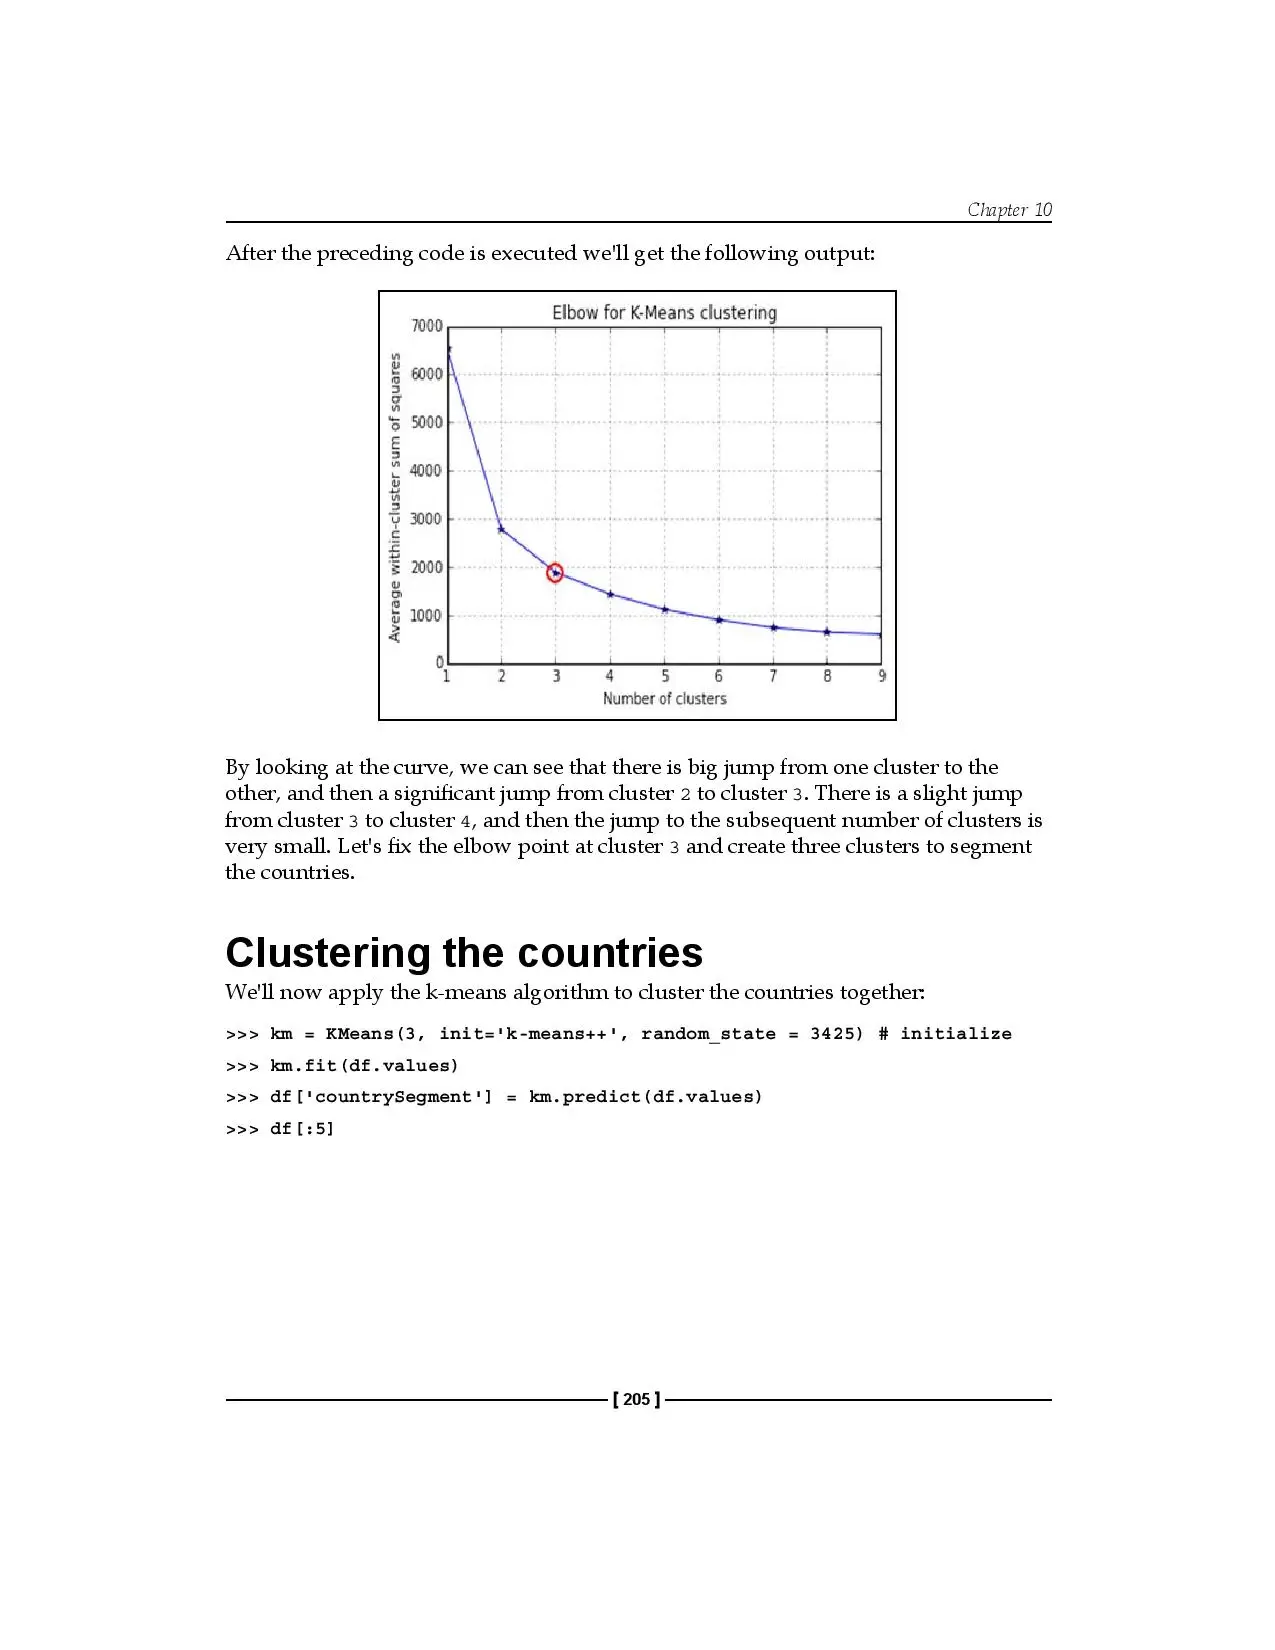 Chapter 10
After the preceding code is executed we'll get the following output:
Elbow for K-Means clustering
Average within-cluster sum of squares
7000
6000
5000
4000
3000
2000
1000
0
1 2 3 4 5 6 7 8 9
Number of clusters
By looking at the curve, we can see that there is big jump from one cluster to the
other, and then a significant jump from cluster 2 to cluster 3. There is a slight jump
from cluster 3 to cluster 4, and then the jump to the subsequent number of clusters is
very small. Let's fix the elbow point at cluster 3 and create three clusters to segment
the countries.
Clustering the countries
We'll now apply the k-means algorithm to cluster the countries together:
>>> km = KMeans(3, init='k-means++', random_state = 3425) # initialize
>>> km.fit(df.values)
>>> df['countrySegment'] = km.predict(df.values)
>>> df[:5]
[ 205 ]